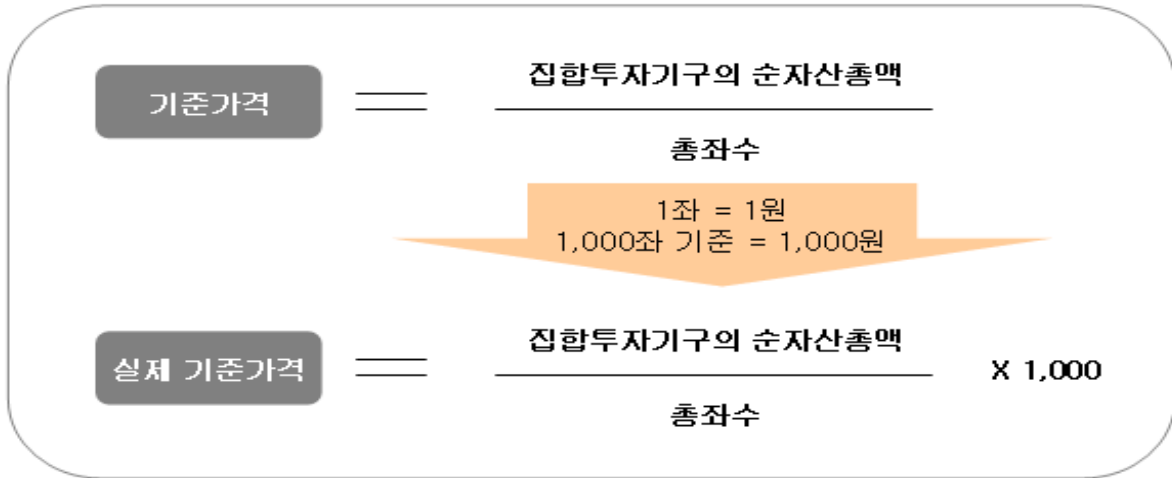 집합투자기구의 순자산총액
기준가격
총좌수
1좌 = 1원
1,000좌 기준 = 1,000원
집합투자기구의 순자산총액
실제 기준가격
X 1,000
총좌수